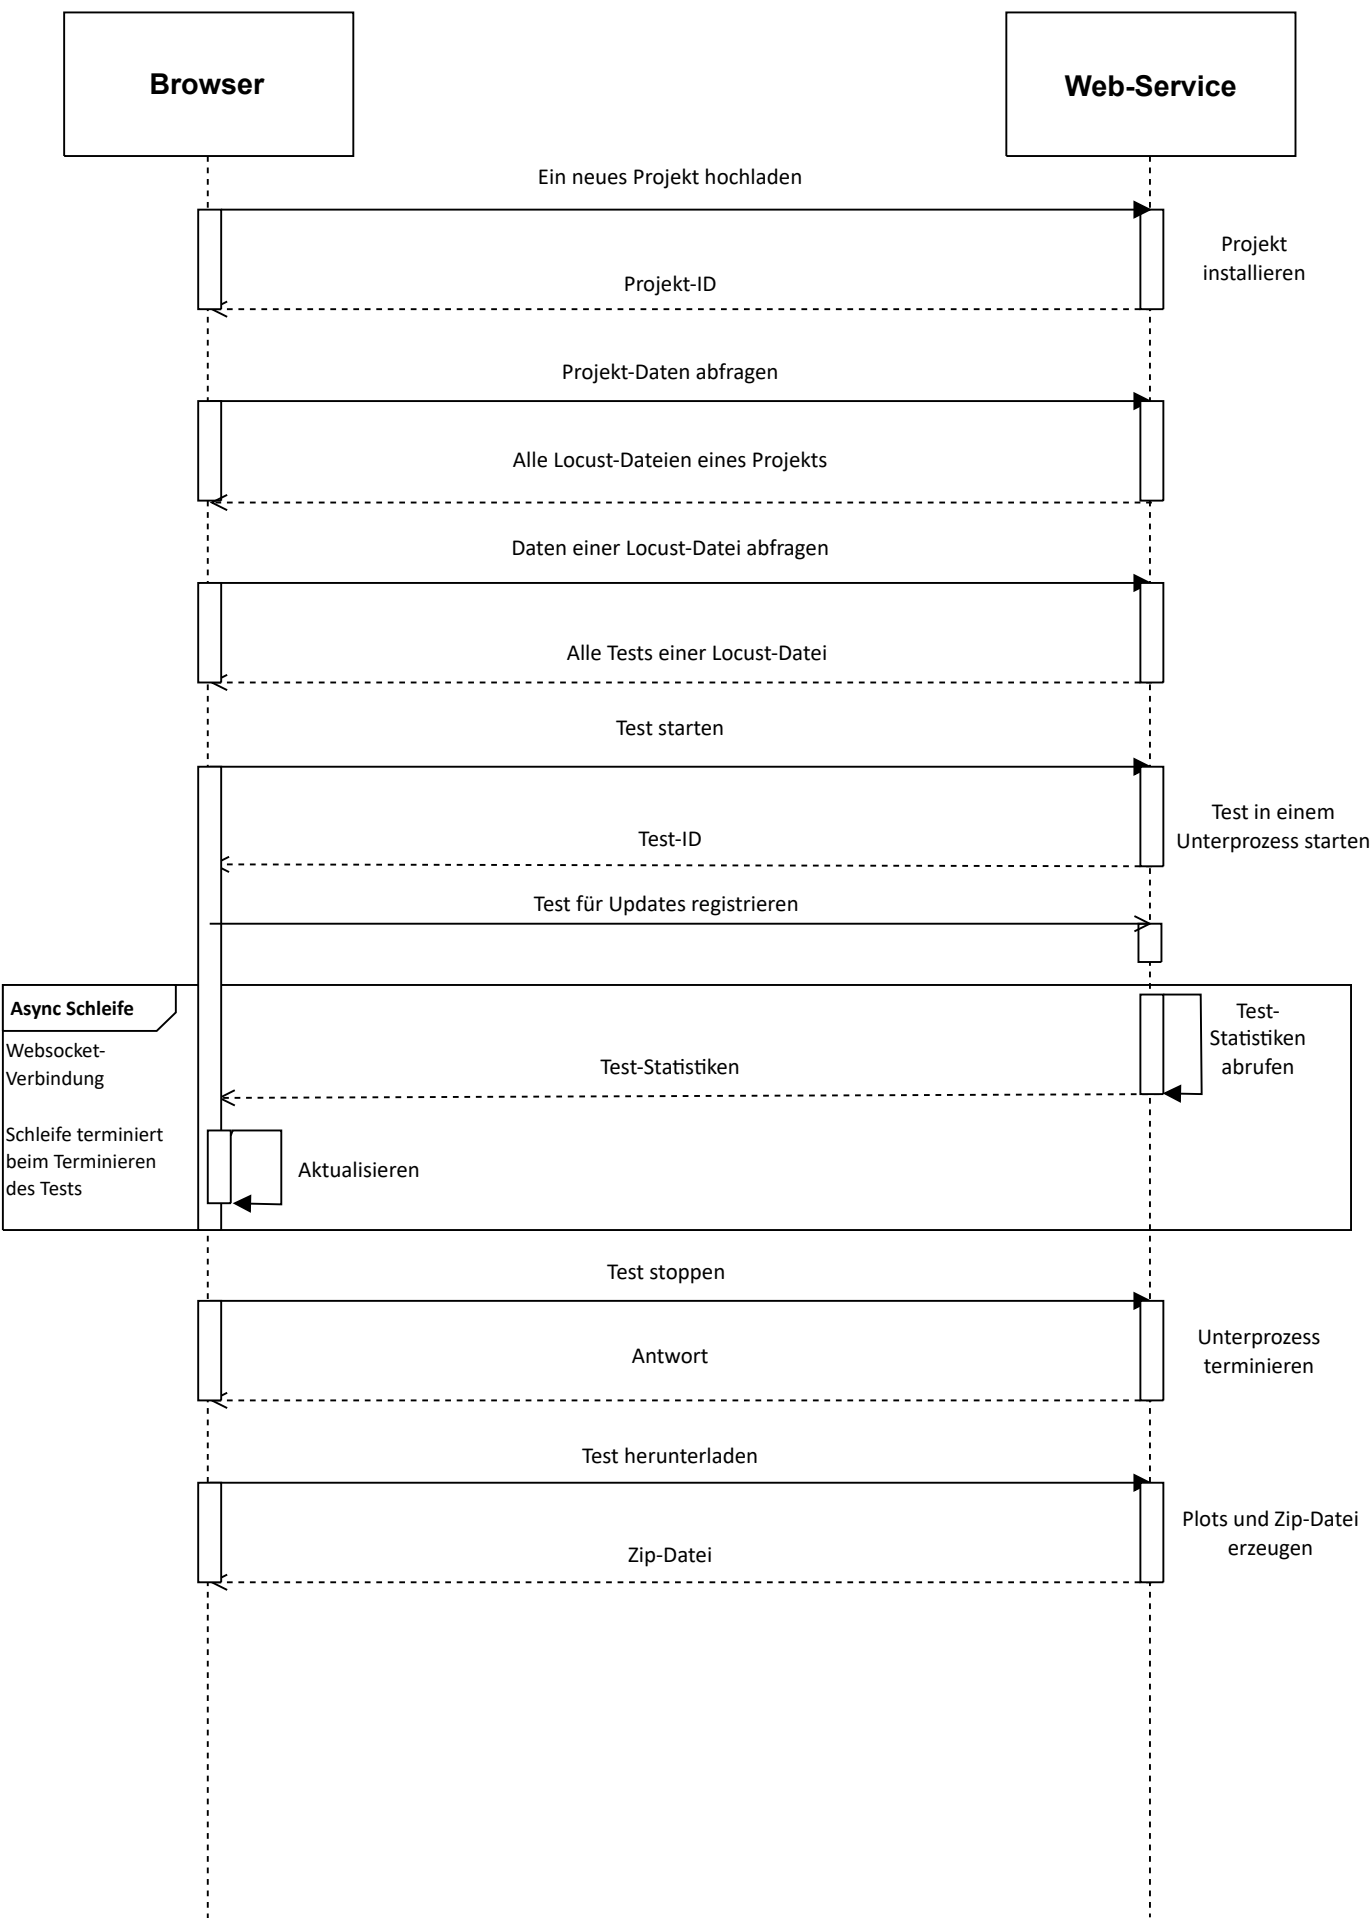 Browser
Web-Service
Ein neues Projekt hochladen
Projekt
installieren
Projekt-ID
Projekt-Daten abfragen
Alle Locust-Dateien eines Projekts
Daten einer Locust-Datei abfragen
Alle Tests einer Locust-Datei
Test starten
Test in einem
Unterprozess starten
Test-ID
Test für Updates registrieren
Async Schleife
Websocket-
Verbindung
Test-
Statistiken
abrufen
Test-Statistiken
Schleife terminiert
beim Terminieren
des Tests
Aktualisieren
Test stoppen
Unterprozess
terminieren
Antwort
Test herunterladen
Plots und Zip-Datei
erzeugen
Zip-Datei